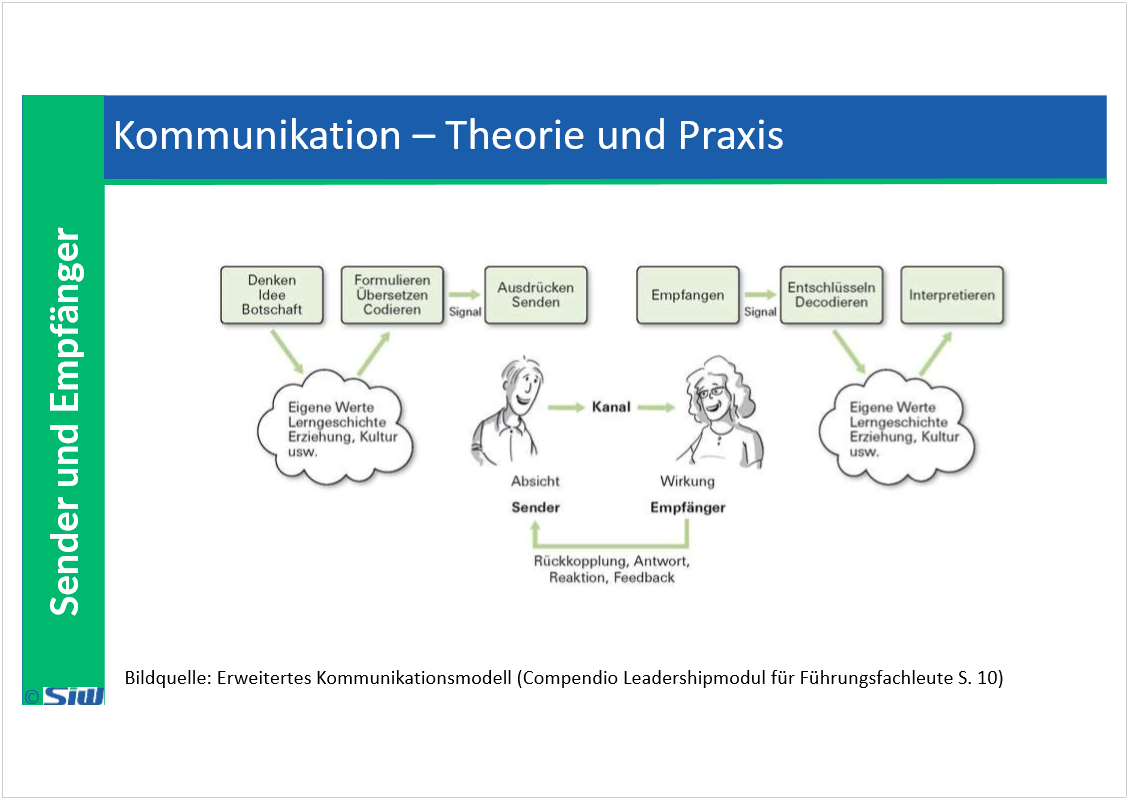 Kommunikation – Theorie und Praxis
Sender und Empfänger
Denken
Idee
Botschaft
Formulieren
Übersetzen
Codieren
Signal
Ausdrücken
Senden
Empfangen
Signal
Entschlüsseln
Decodieren
Interpretieren
Eigene Werte
Lerngeschichte
Erziehung, Kultur
usw.
Kanal
Eigene Werte
Lerngeschichte
Erziehung, Kultur
usw.
Absicht
Sender
Wirkung
Empfänger
Rückkopplung, Antwort,
Reaktion, Feedback
Bildquelle: Erweitertes Kommunikationsmodell (Compendio Leadershipmodul für Führungsfachleute S. 10)
© SIW